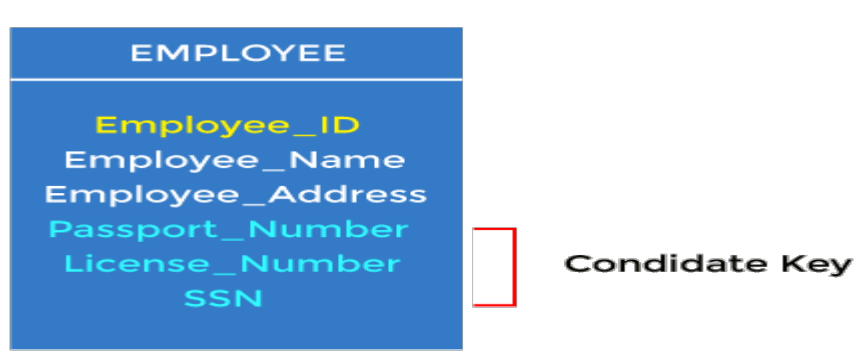 EMPLOYEE
Employee_ID
Employee_Name
Employee_Address
Passport_Number
License_Number
SSN
Condidate Key